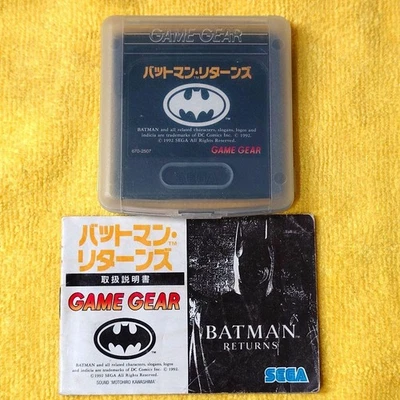 GAME GEAR
バットマン・リターンズ
TM
BATMAN and all related characters, slogans, logos and
indicia are trademarks of DC Comics Inc. © 1992.
© 1992 SEGA All Rights Reserved.
670-2007
GAME GEAR
バットマン・
リターンズ
TM
取扱説明書
GAME GEAR
BATMAN and all related characters, slogans, logos
and indicia are trademarks of DC Comics Inc. © 1992.
© 1992 SEGA All Rights Reserved.
SOUND "MOTOHIRO KAWASHIMA"
BATMAN
RETURNS
SEGA